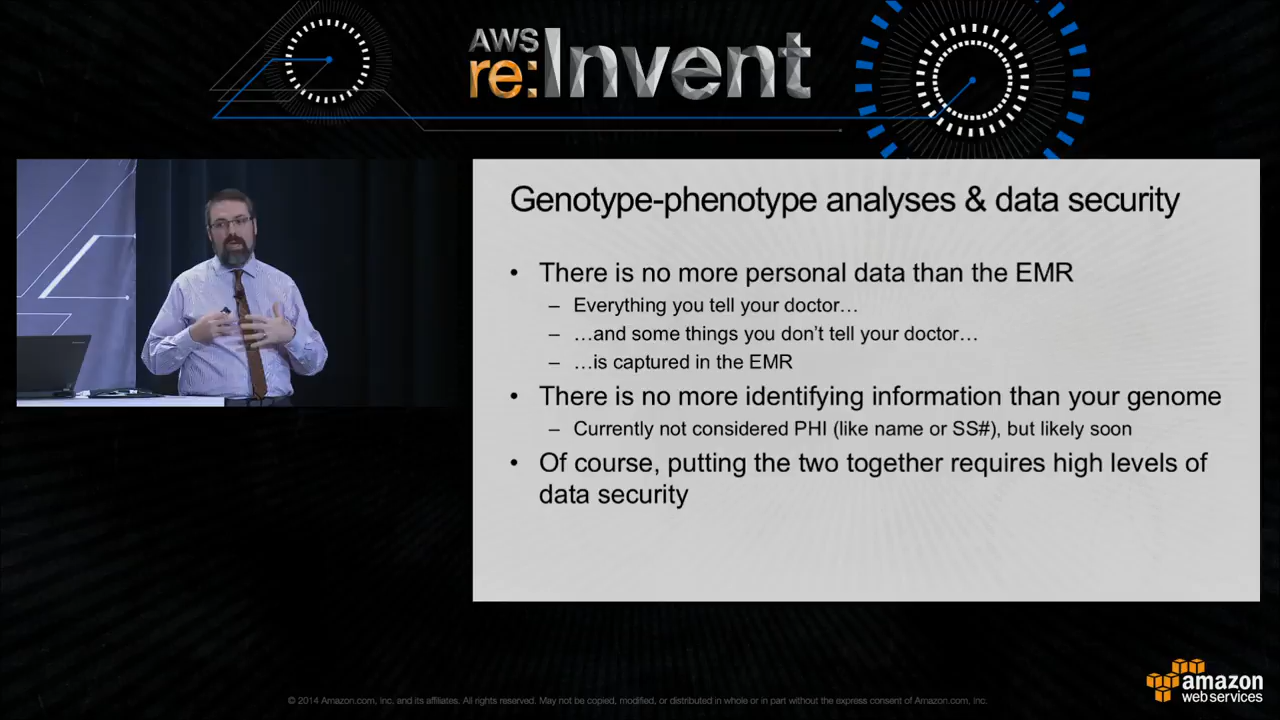 AWS
re:Invent
Genotype-phenotype analyses & data security
• There is no more personal data than the EMR
– Everything you tell your doctor…
– …and some things you don't tell your doctor…
– …is captured in the EMR
• There is no more identifying information than your genome
– Currently not considered PHI (like name or SS#), but likely soon
• Of course, putting the two together requires high levels of
data security
© 2014 Amazon.com, Inc, and its affiliates. All rights reserved. May not be copied, modified, or distributed in whole or in part without the express consent of Amazon.com, Inc.
amazon
web services